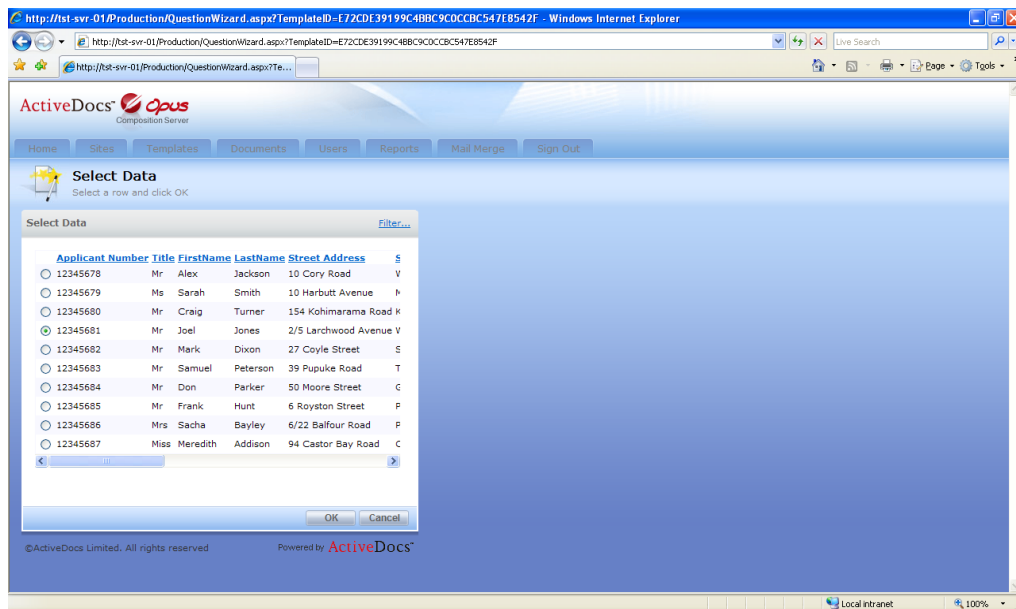 http://tst-svr-01/Production/QuestionWizard.aspx?TemplateID=E72CDE39199C4BBC9C0CCBC547E8542F - Windows Internet Explorer
http://tst-svr-01/Production/QuestionWizard.aspx?TemplateID=E72CDE39199C4BBC9C0CCBC547E8542F Live Search
http://tst-svr-01/Production/QuestionWizard.aspx?Te... Page Tools
ActiveDocs Opus
Composition Server
Home Sites Templates Documents Users Reports Mail Merge Sign Out
Select Data
Select a row and click OK
Select Data Filter...
Applicant Number Title FirstName LastName Street Address S
12345678 Mr Alex Jackson 10 Cory Road
12345679 Ms Sarah Smith 10 Harbutt Avenue
12345680 Mr Craig Turner 154 Kohimarama Road K
12345681 Mr Joel Jones 2/5 Larchwood Avenue
12345682 Mr Mark Dixon 27 Coyle Street S
12345683 Mr Samuel Peterson 39 Pupuke Road T
12345684 Mr Don Parker 50 Moore Street
12345685 Mr Frank Hunt 6 Royston Street P
12345686 Mrs Sacha Bayley 6/22 Balfour Road P
12345687 Miss Meredith Addison 94 Castor Bay Road
OK Cancel
©ActiveDocs Limited. All rights reserved Powered by ActiveDocs
Local intranet 100%